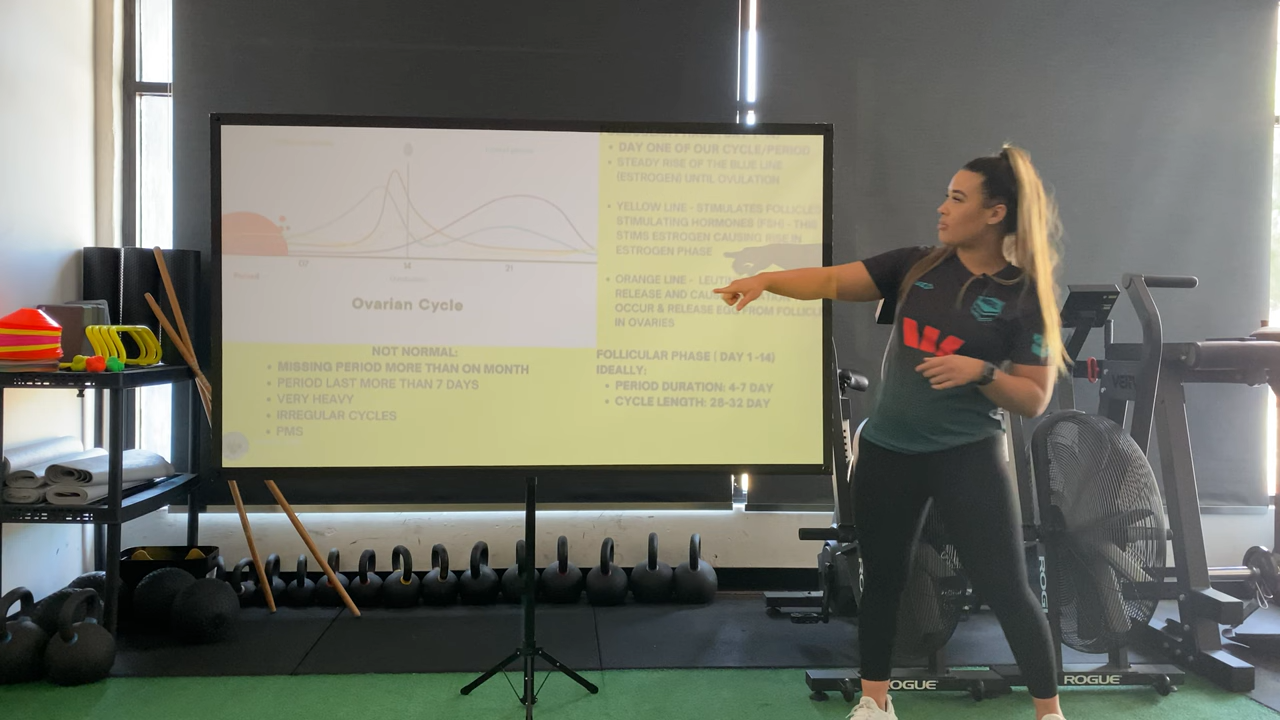 07
14
21
Ovarian Cycle
NOT NORMAL:
• MISSING PERIOD MORE THAN ON MONTH
• PERIOD LAST MORE THAN 7 DAYS
• VERY HEAVY
• IRREGULAR CYCLES
• PMS
• DAY ONE OF OUR CYCLE/PERIOD
• STEADY RISE OF THE BLUE LINE
(ESTROGEN) UNTIL OVULATION
• YELLOW LINE - STIMULATES FOLLICLE
STIMULATING HORMONES (FSH) - THIS
STIMS ESTROGEN CAUSING RISE IN
ESTROGEN PHASE
• ORANGE LINE -
RELEASE AND
OCCUR & RELEASE EGG FROM
IN OVARIES
FOLLICULAR PHASE ( DAY 1 -14)
IDEALLY:
• PERIOD DURATION: 4-7 DAY
• CYCLE LENGTH: 28-32 DAY
ROGUE
ROGUE